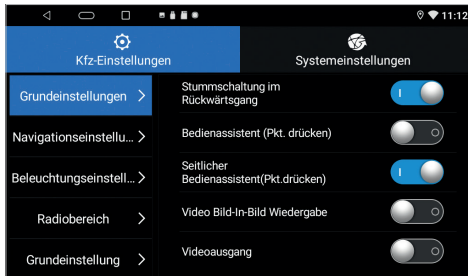 11:12
Kfz-Einstellungen
Systemeinstellungen
Grundeinstellungen
Navigationseinstellu...
Beleuchtungseinstell...
Radiobereich
Grundeinstellung
Stummschaltung im
Rückwärtsgang
Bedienassistent (Pkt. drücken)
Seitlicher
Bedienassistent(Pkt.drücken)
Video Bild-In-Bild Wiedergabe
Videoausgang